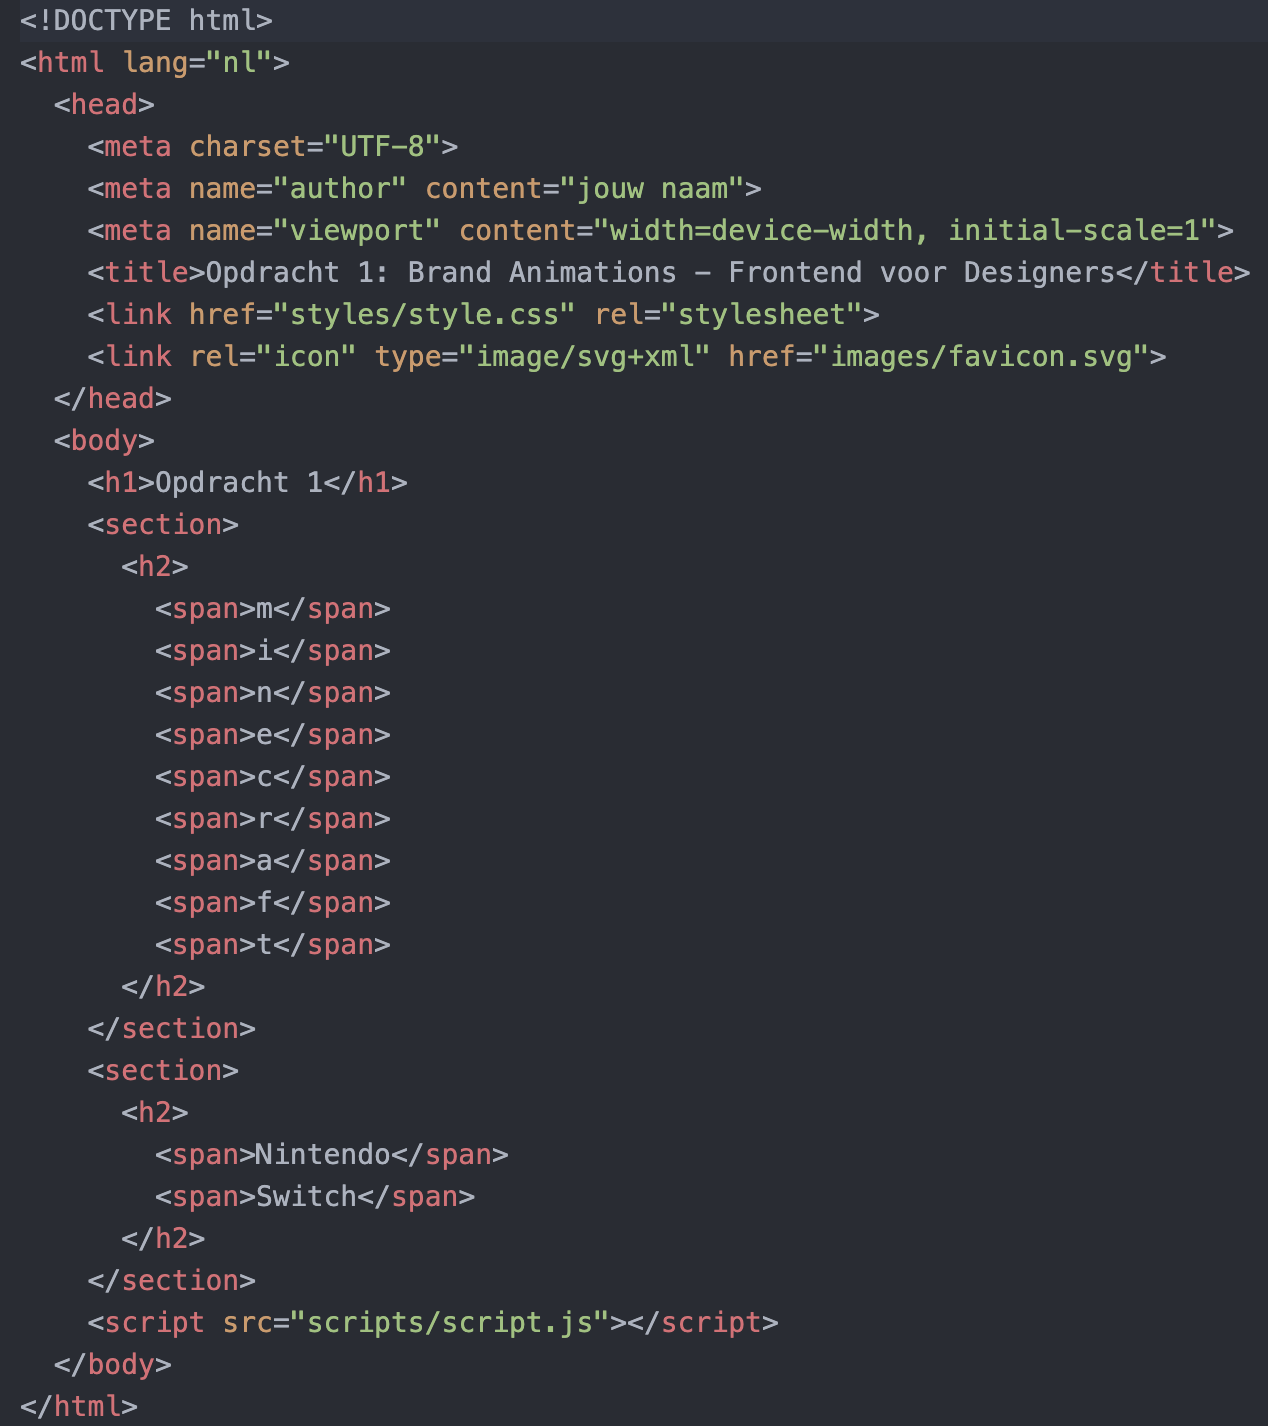 <!DOCTYPE html>
<html lang="nl">
  <head>
    <meta charset="UTF-8">
    <meta name="author" content="jouw naam">
    <meta name="viewport" content="width=device-width, initial-scale=1">
    <title>Opdracht 1: Brand Animations - Frontend voor Designers</title>
    <link href="styles/style.css" rel="stylesheet">
    <link rel="icon" type="image/svg+xml" href="images/favicon.svg">
  </head>
  <body>
    <h1>Opdracht 1</h1>
    <section>
      <h2>
        <span>m</span>
        <span>i</span>
        <span>n</span>
        <span>e</span>
        <span>c</span>
        <span>r</span>
        <span>a</span>
        <span>f</span>
        <span>t</span>
      </h2>
    </section>
    <section>
      <h2>
        <span>Nintendo</span>
        <span>Switch</span>
      </h2>
    </section>
    <script src="scripts/script.js"></script>
  </body>
</html>